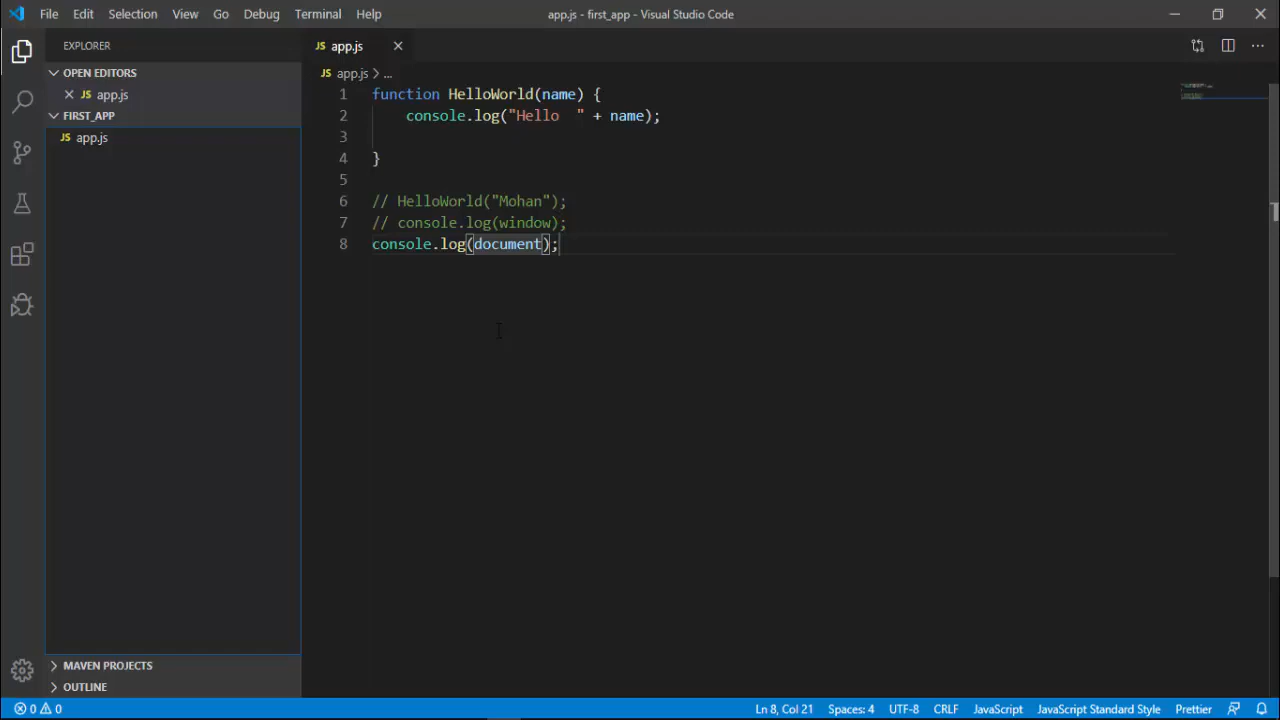 File Edit Selection View Go Debug Terminal Help app.js - first_app - Visual Studio Code
EXPLORER
JS app.js
OPEN EDITORS
JS app.js
FIRST_APP
JS app.js
JS app.js > ...
1 function HelloWorld(name) {
2 console.log("Hello  " + name);
3
4 }
5
6 // HelloWorld("Mohan");
7 // console.log(window);
8 console.log(document);
MAVEN PROJECTS
OUTLINE
0 0 Ln 8, Col 21 Spaces: 4 UTF-8 CRLF JavaScript JavaScript Standard Style Prettier